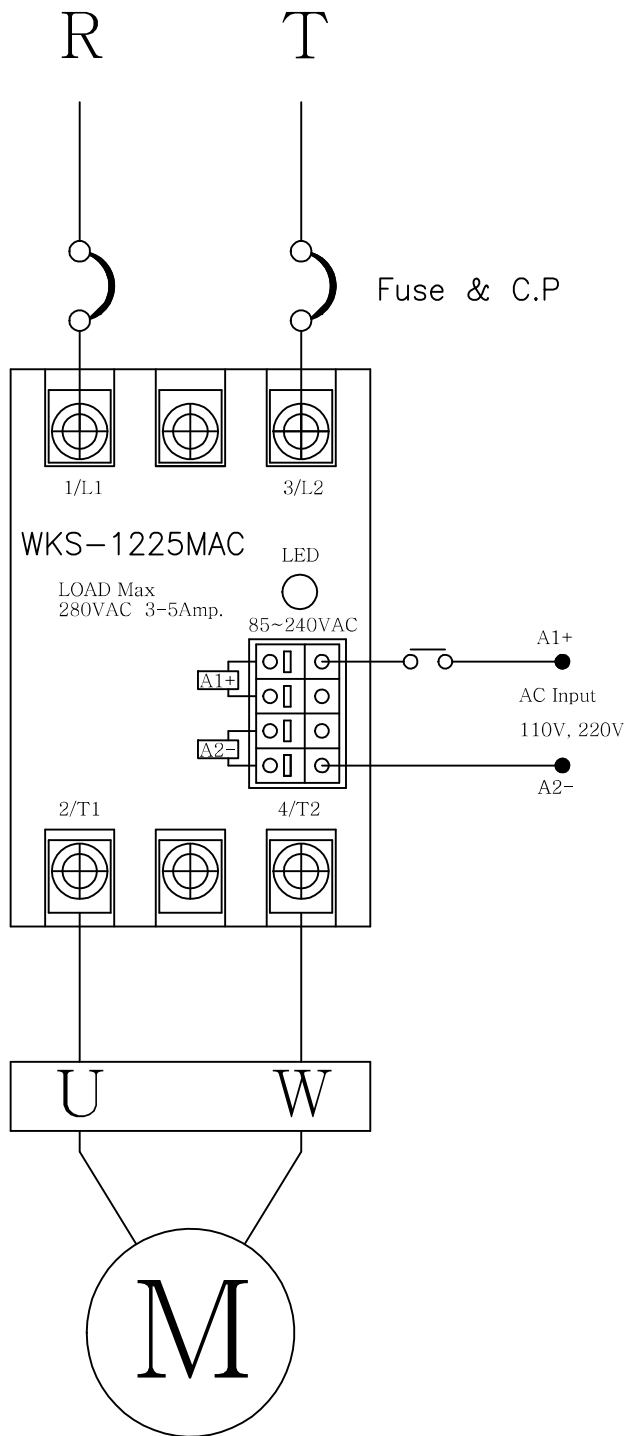 R T
Fuse & C.P
1/L1 3/L2
WKS-1225MAC
LED
LOAD Max
280VAC 3-5Amp.
85~240VAC
A1+
A1+
AC Input
110V, 220V
A2-
A2-
2/T1 4/T2
U W
M